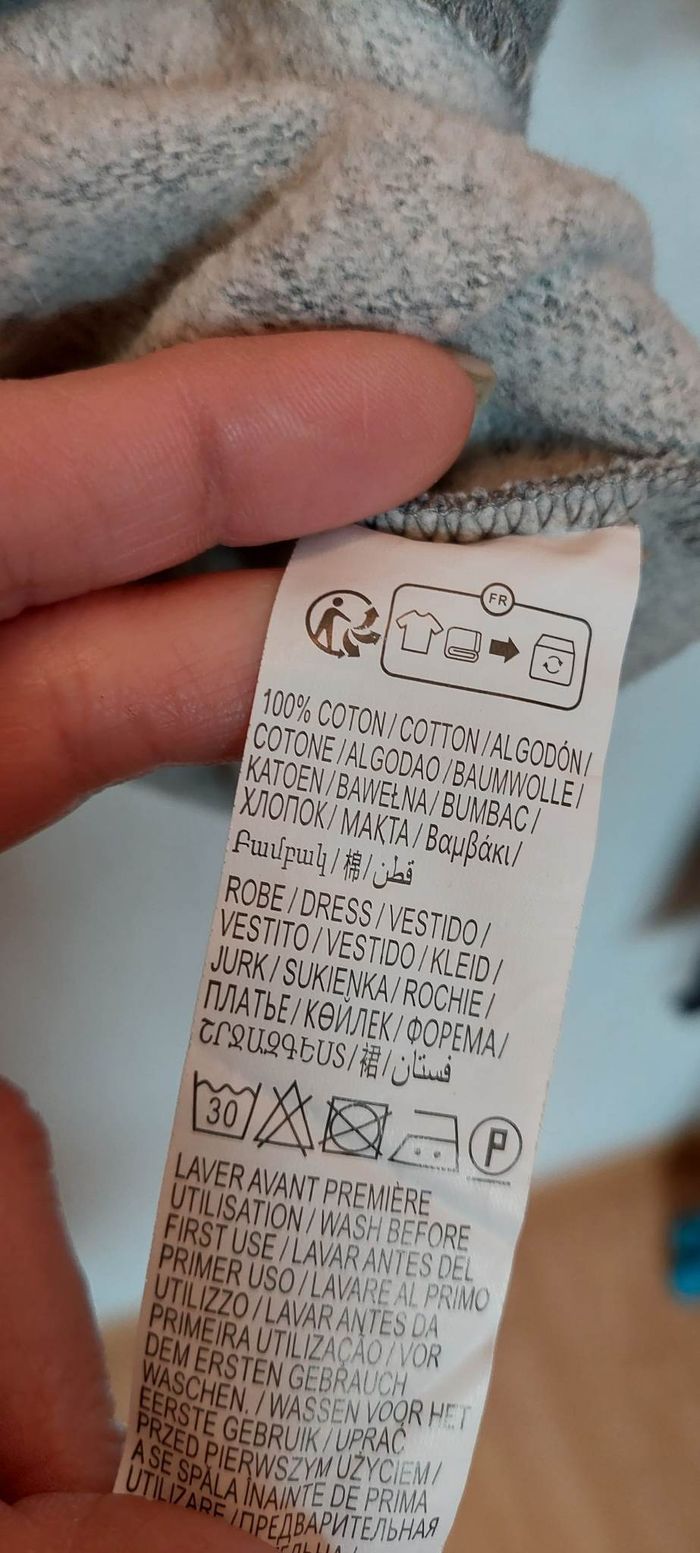 FR
100% COTON / COTTON / ALGODÓN /
COTONE / ALGODAO / BAUMWOLLE /
KATOEN / BAWEŁNA / BUMBAC /
ХЛОПОК / МАҚТА / Βαμβάκι /
Բամբակ / 棉 / قطن
ROBE / DRESS / VESTIDO /
VESTITO / VESTIDO / KLEID /
JURK / SUKIENKA / ROCHIE /
ПЛАТЬЕ / КӨЙЛЕК / ΦΟΡΕΜΑ /
ՇՐՋԱԶԳԵՍՏ / 裙 / فستان
30 P
LAVER AVANT PREMIÈRE
UTILISATION / WASH BEFORE
FIRST USE / LAVAR ANTES DEL
PRIMER USO / LAVARE AL PRIMO
UTILIZZO / LAVAR ANTES DA
PRIMEIRA UTILIZAÇÃO / VOR
DEM ERSTEN GEBRAUCH
WASCHEN. / WASSEN VOOR HET
EERSTE GEBRUIK / UPRAĆ
PRZED PIERWSZYM UŻYCIEM /
A SE SPĂLA ÎNAINTE DE PRIMA
UTILIZARE / ПРЕДВАРИТЕЛЬНАЯ